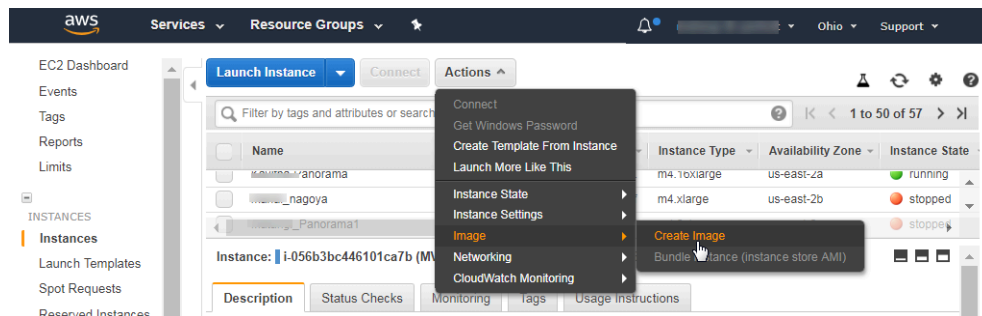 aws Services Resource Groups Ohio Support
EC2 Dashboard
Events
Tags
Reports
Limits
INSTANCES
Instances
Launch Templates
Spot Requests
Reserved Instances
Launch Instance Connect Actions
Filter by tags and attributes or search
1 to 50 of 57
Name Instance Type Availability Zone Instance State
Panorama m4.16xlarge us-east-2a running
_nagoya m4.xlarge us-east-2b stopped
_Panorama1 stopped
Connect
Get Windows Password
Create Template From Instance
Launch More Like This
Instance State
Instance Settings
Image
Networking
CloudWatch Monitoring
Create Image
Bundle Instance (instance store AMI)
Instance: i-056b3bc446101ca7b (MV
Description Status Checks Monitoring Tags Usage Instructions